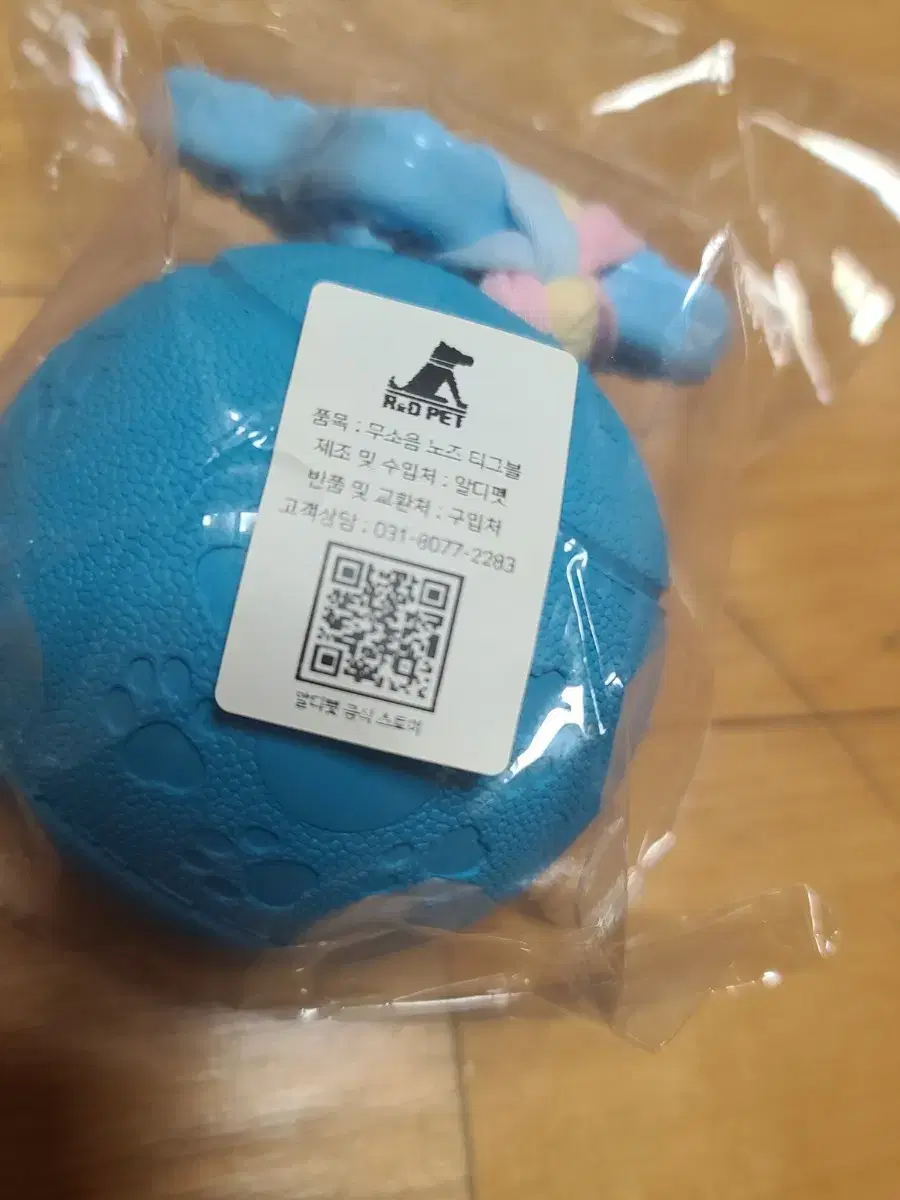 R&D PET
품목 : 무소음 노즈 티그볼
제조 및 수입처 : 알디펫
반품 및 교환처 : 구입처
고객상담 : 031-8077-2283
알디펫 공식 스토어